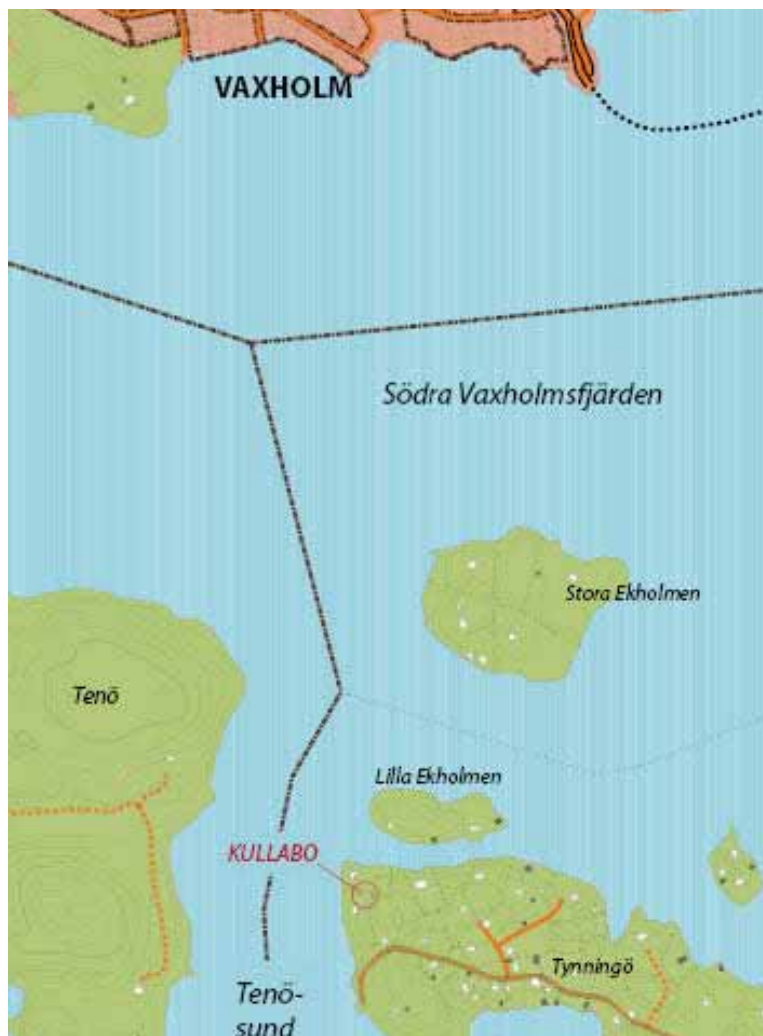 VAXHOLM
Södra Vaxholmsfjärden
Stora Ekholmen
Tenö
Lilla Ekholmen
KULLABO
Tynningö
Tenö-
sund